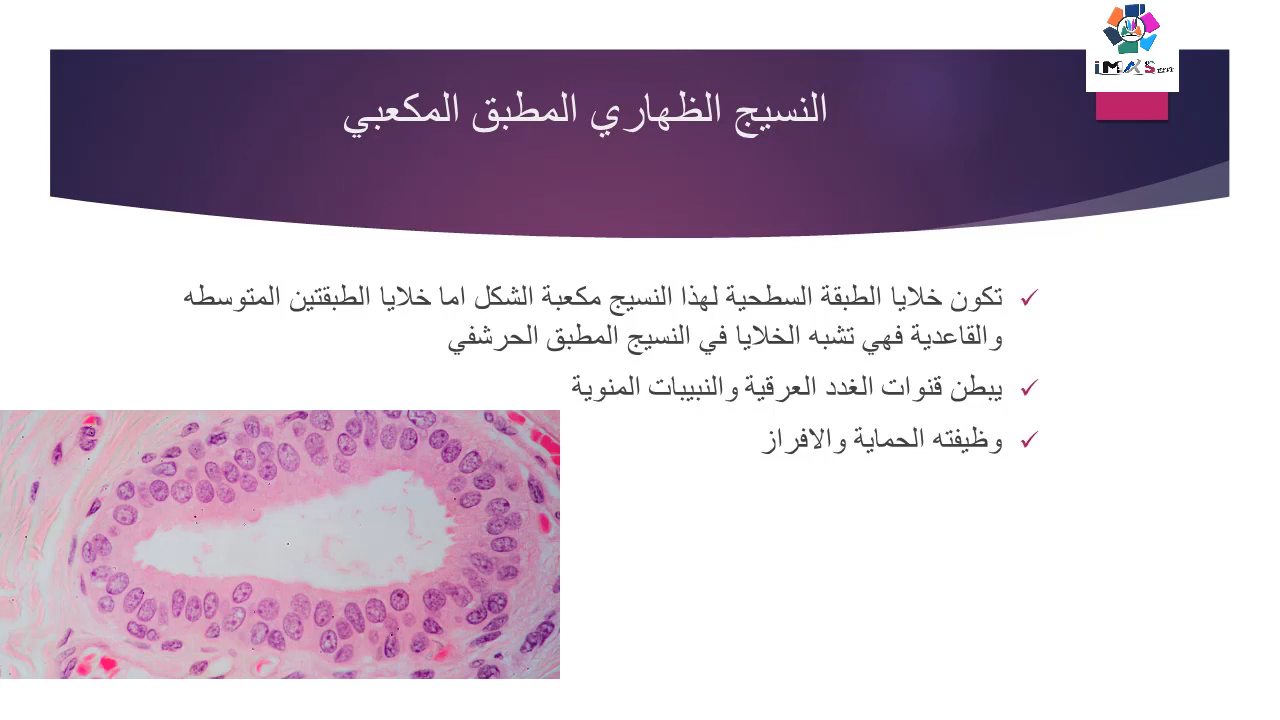 iMAS
النسيج الظهاري المطبق المكعبي
تكون خلايا الطبقة السطحية لهذا النسيج مكعبة الشكل اما خلايا الطبقتين المتوسطه
والقاعدية فهي تشبه الخلايا في النسيج المطبق الحرشفي
يبطن قنوات الغدد العرقية والنبيبات المنوية
وظيفته الحماية والافراز